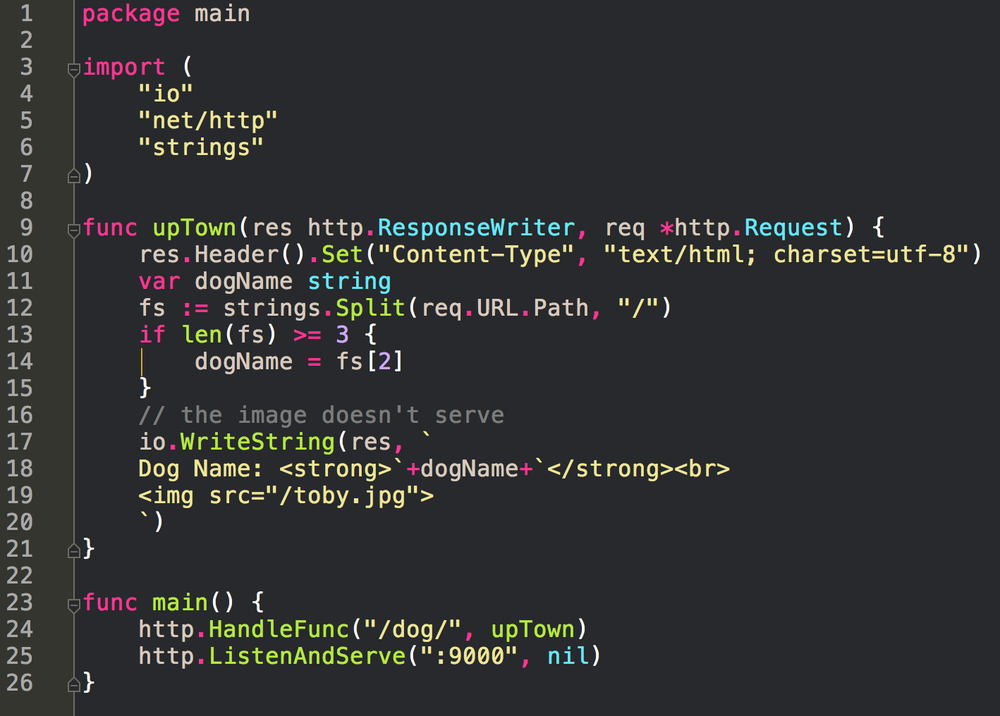 1 package main
2
3 import (
4     "io"
5     "net/http"
6     "strings"
7 )
8
9 func upTown(res http.ResponseWriter, req *http.Request) {
10     res.Header().Set("Content-Type", "text/html; charset=utf-8")
11     var dogName string
12     fs := strings.Split(req.URL.Path, "/")
13     if len(fs) >= 3 {
14         dogName = fs[2]
15     }
16     // the image doesn't serve
17     io.WriteString(res, `
18     Dog Name: <strong>`+dogName+`</strong><br>
19     <img src="/toby.jpg">
20     `)
21 }
22
23 func main() {
24     http.HandleFunc("/dog/", upTown)
25     http.ListenAndServe(":9000", nil)
26 }